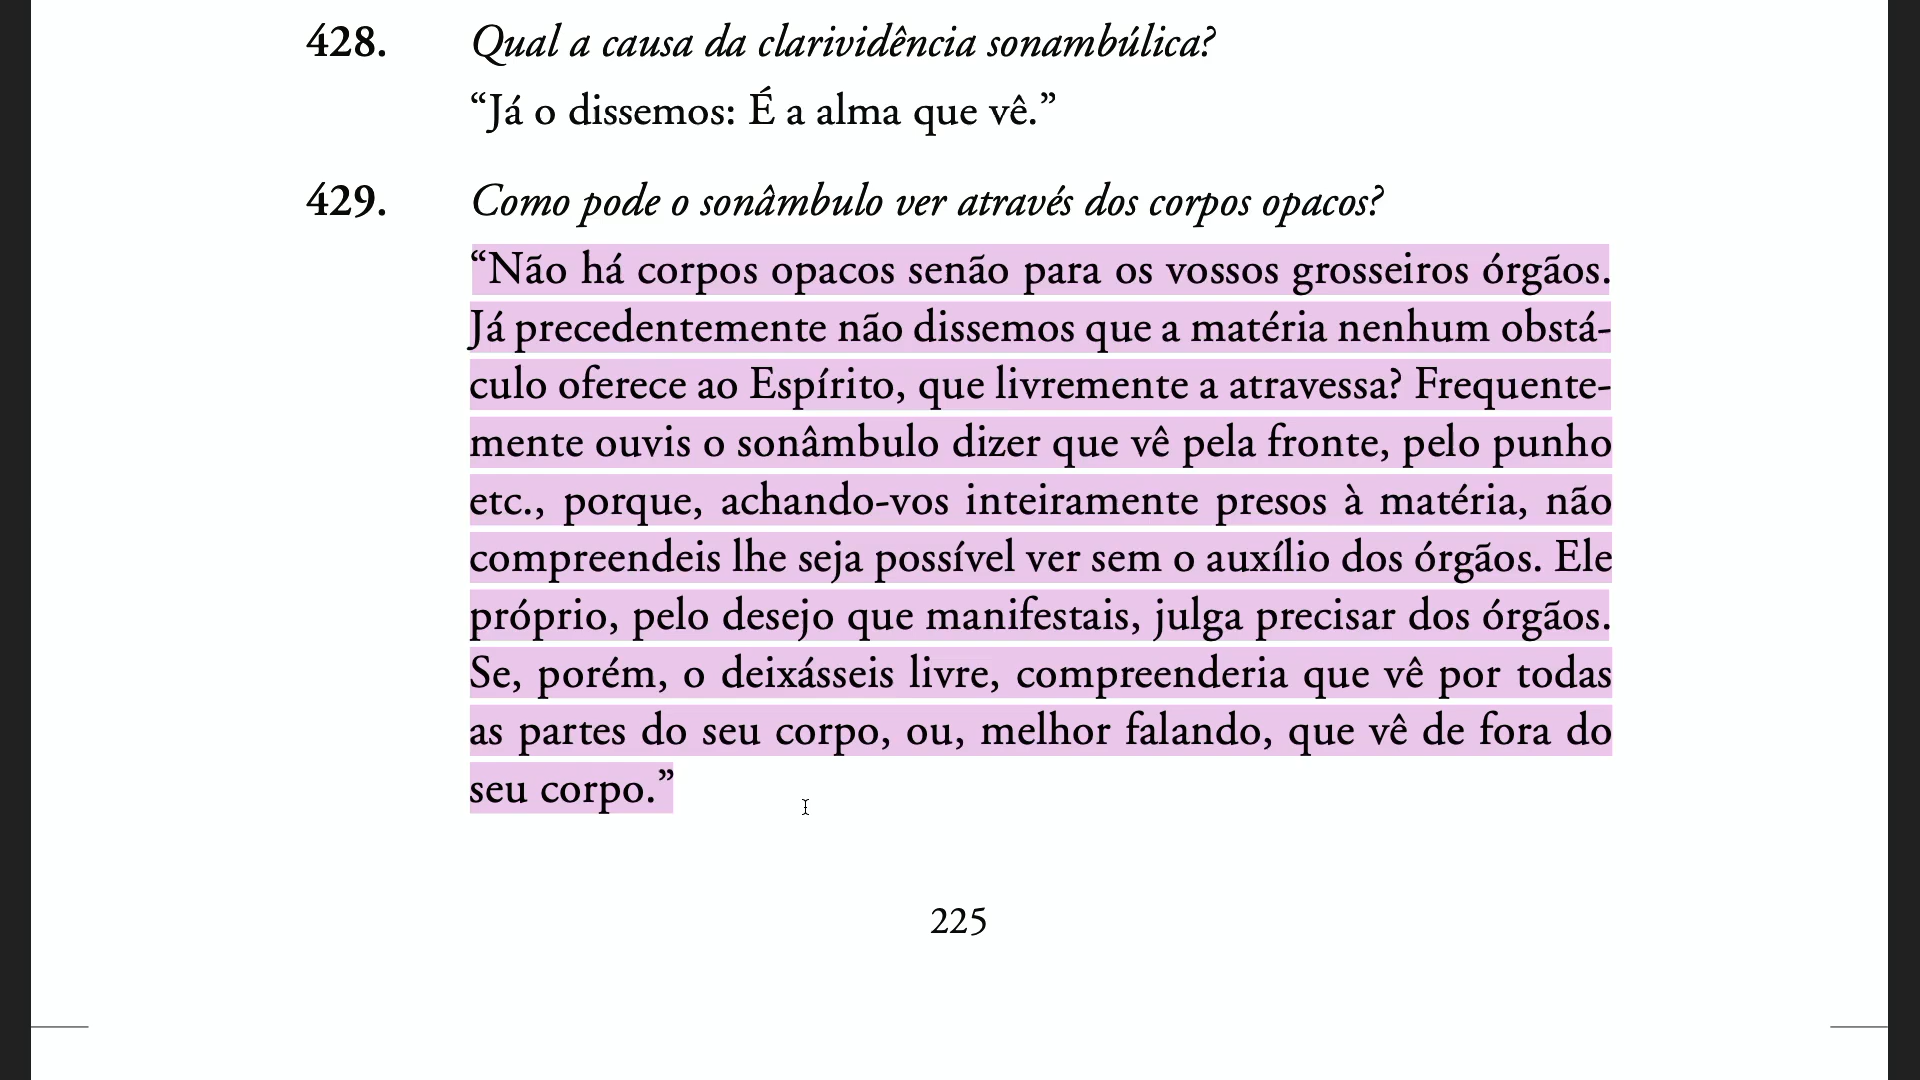 428. Qual a causa da clarividência sonambúlica?
“Já o dissemos: É a alma que vê.”
429. Como pode o sonâmbulo ver através dos corpos opacos?
“Não há corpos opacos senão para os vossos grosseiros órgãos.
Já precedentemente não dissemos que a matéria nenhum obstá-
culo oferece ao Espírito, que livremente a atravessa? Frequente-
mente ouvis o sonâmbulo dizer que vê pela fronte, pelo punho
etc., porque, achando-vos inteiramente presos à matéria, não
compreendeis lhe seja possível ver sem o auxílio dos órgãos. Ele
próprio, pelo desejo que manifestais, julga precisar dos órgãos.
Se, porém, o deixásseis livre, compreenderia que vê por todas
as partes do seu corpo, ou, melhor falando, que vê de fora do
seu corpo.”
225